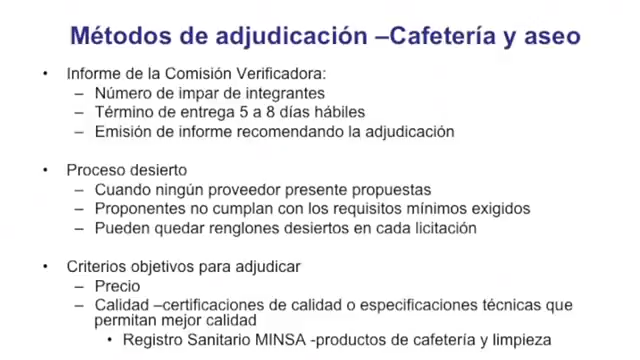 Métodos de adjudicación –Cafetería y aseo
• Informe de la Comisión Verificadora:
– Número de impar de integrantes
– Término de entrega 5 a 8 días hábiles
– Emisión de informe recomendando la adjudicación
• Proceso desierto
– Cuando ningún proveedor presente propuestas
– Proponentes no cumplan con los requisitos mínimos exigidos
– Pueden quedar renglones desiertos en cada licitación
• Criterios objetivos para adjudicar
– Precio
– Calidad –certificaciones de calidad o especificaciones técnicas que
permitan mejor calidad
• Registro Sanitario MINSA -productos de cafetería y limpieza